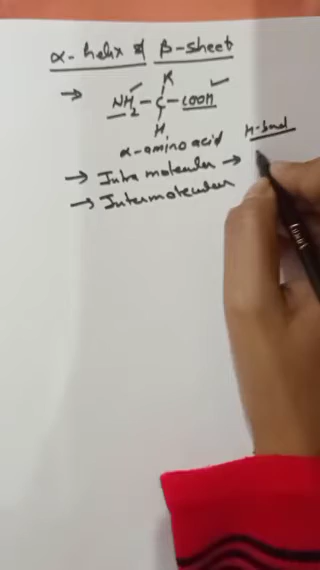 α-helix & β-sheet
→ R
NH2-C-COOH
H
α-amino acid
H-bond
→ Intra molecular →
→ Intermolecular